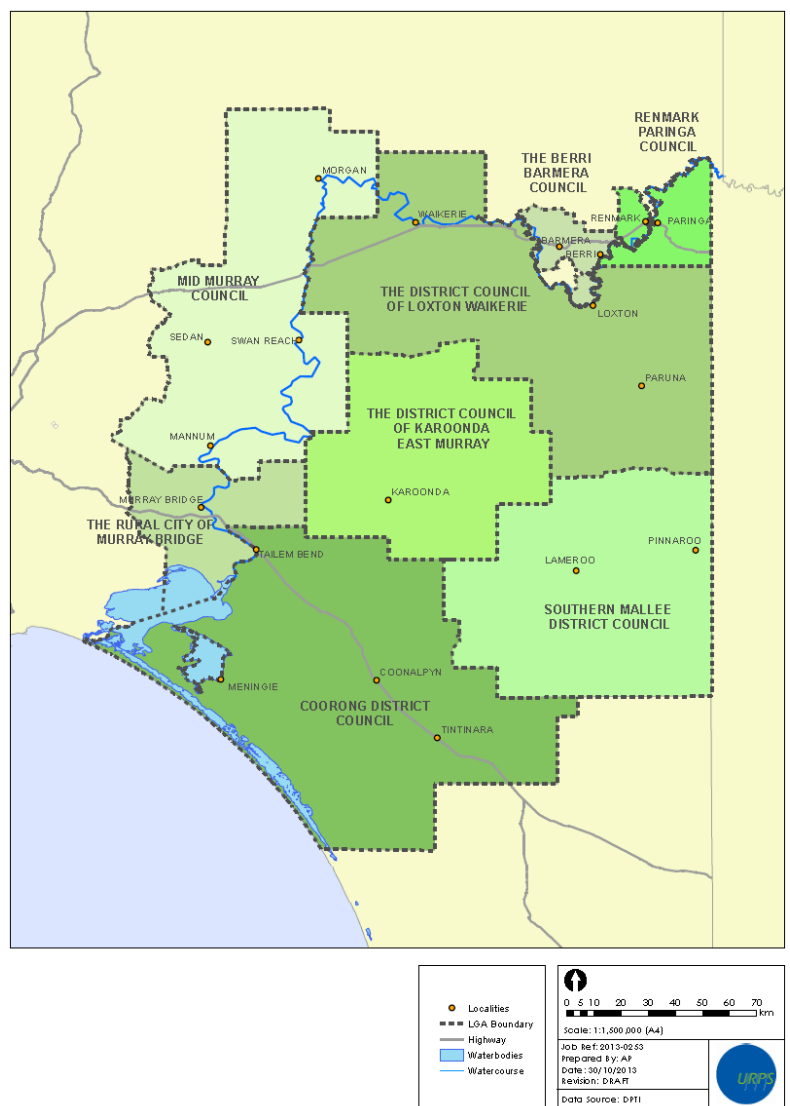 RENMARK
PARINGA
COUNCIL
THE BERRI
BARMERA
COUNCIL
MORGAN
WAIKERIE
RENMARK
PARINGA
BARMERA
BERRI
MID MURRAY
COUNCIL
THE DISTRICT COUNCIL
OF LOXTON WAIKERIE
LOXTON
SEDAN
SWAN REACH
PARUNA
THE DISTRICT COUNCIL
OF KAROONDA
EAST MURRAY
MANNUM
KAROONDA
MURRAY BRIDGE
THE RURAL CITY OF
MURRAY BRIDGE
TAILEM BEND
PINNAROO
LAMEROO
SOUTHERN MALLEE
DISTRICT COUNCIL
COONALPYN
MENINGIE
COORONG DISTRICT
COUNCIL
TINTINARA
Localities
LGA Boundary
Highway
Waterbodies
Watercourse
0 5 10 20 30 40 50 60 70
km
Scale: 1:1,500,000 (A4)
Job Ref: 2013-0253
Prepared By: AP
Date: 30/10/2013
Revision: DRAFT
Data Source: DPTI
URPS